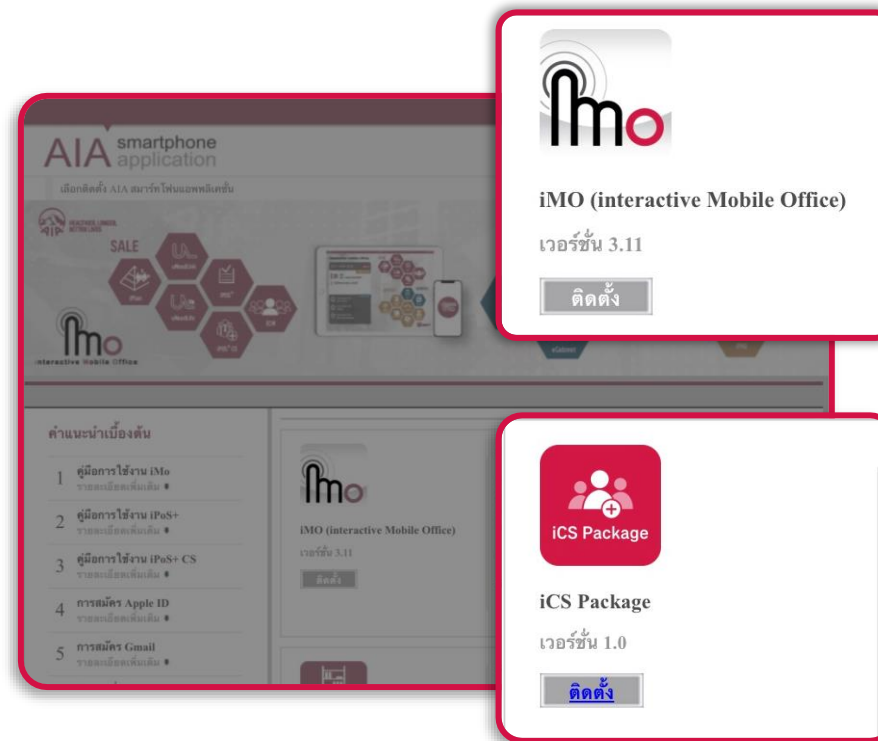 AIA smartphone
application
เลือกติดตั้ง AIA สมาร์ทโฟนแอพพลิเคชั่น
AIA
HEALTHIER, LONGER,
BETTER LIVES
SALE
Imo
interactive Mobile Office
คำแนะนำเบื้องต้น
1 คู่มือการใช้งาน iMo
รายละเอียดเพิ่มเติม
2 คู่มือการใช้งาน iPoS+
รายละเอียดเพิ่มเติม
3 คู่มือการใช้งาน iPoS+ CS
รายละเอียดเพิ่มเติม
4 การสมัคร Apple ID
รายละเอียดเพิ่มเติม
5 การสมัคร Gmail
รายละเอียดเพิ่มเติม
Imo
iMO (interactive Mobile Office)
เวอร์ชั่น 3.11
ติดตั้ง
Imo
iMO (interactive Mobile Office)
เวอร์ชั่น 3.11
ติดตั้ง
iCS Package
iCS Package
เวอร์ชั่น 1.0
ติดตั้ง